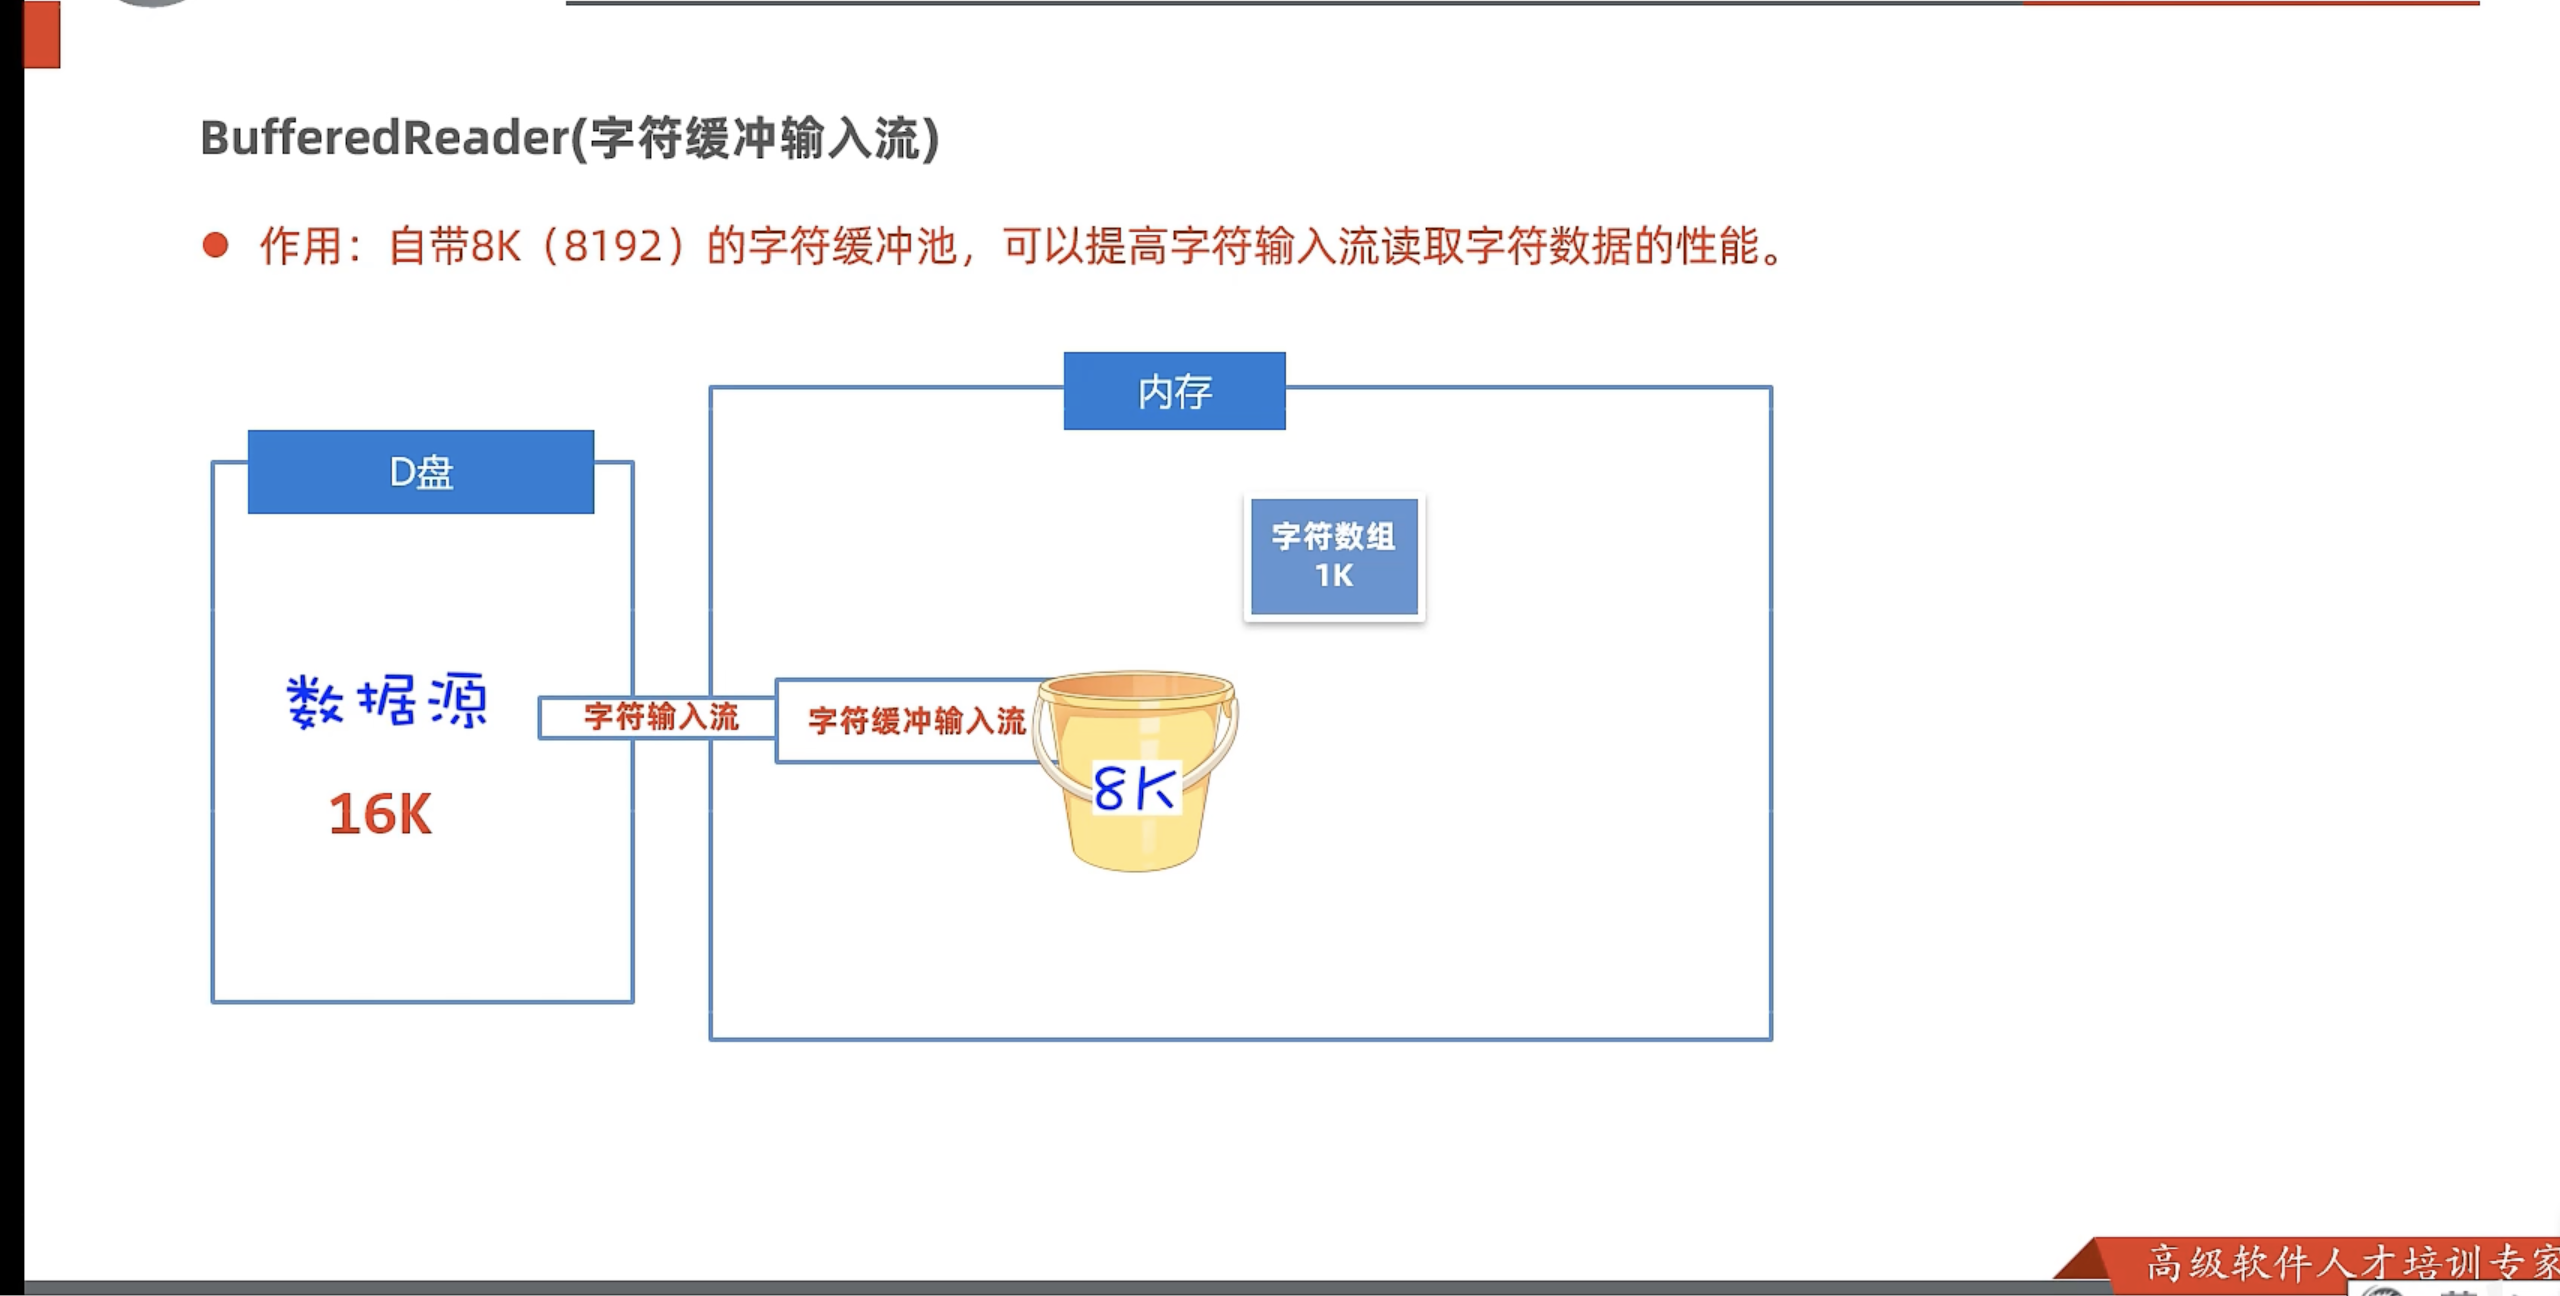 BufferedReader(字符缓冲输入流)
作用：自带8K（8192）的字符缓冲池，可以提高字符输入流读取字符数据的性能。
内存
D盘
字符数组
1K
数据源
字符输入流
字符缓冲输入流
8K
16K
高级软件人才培训专家